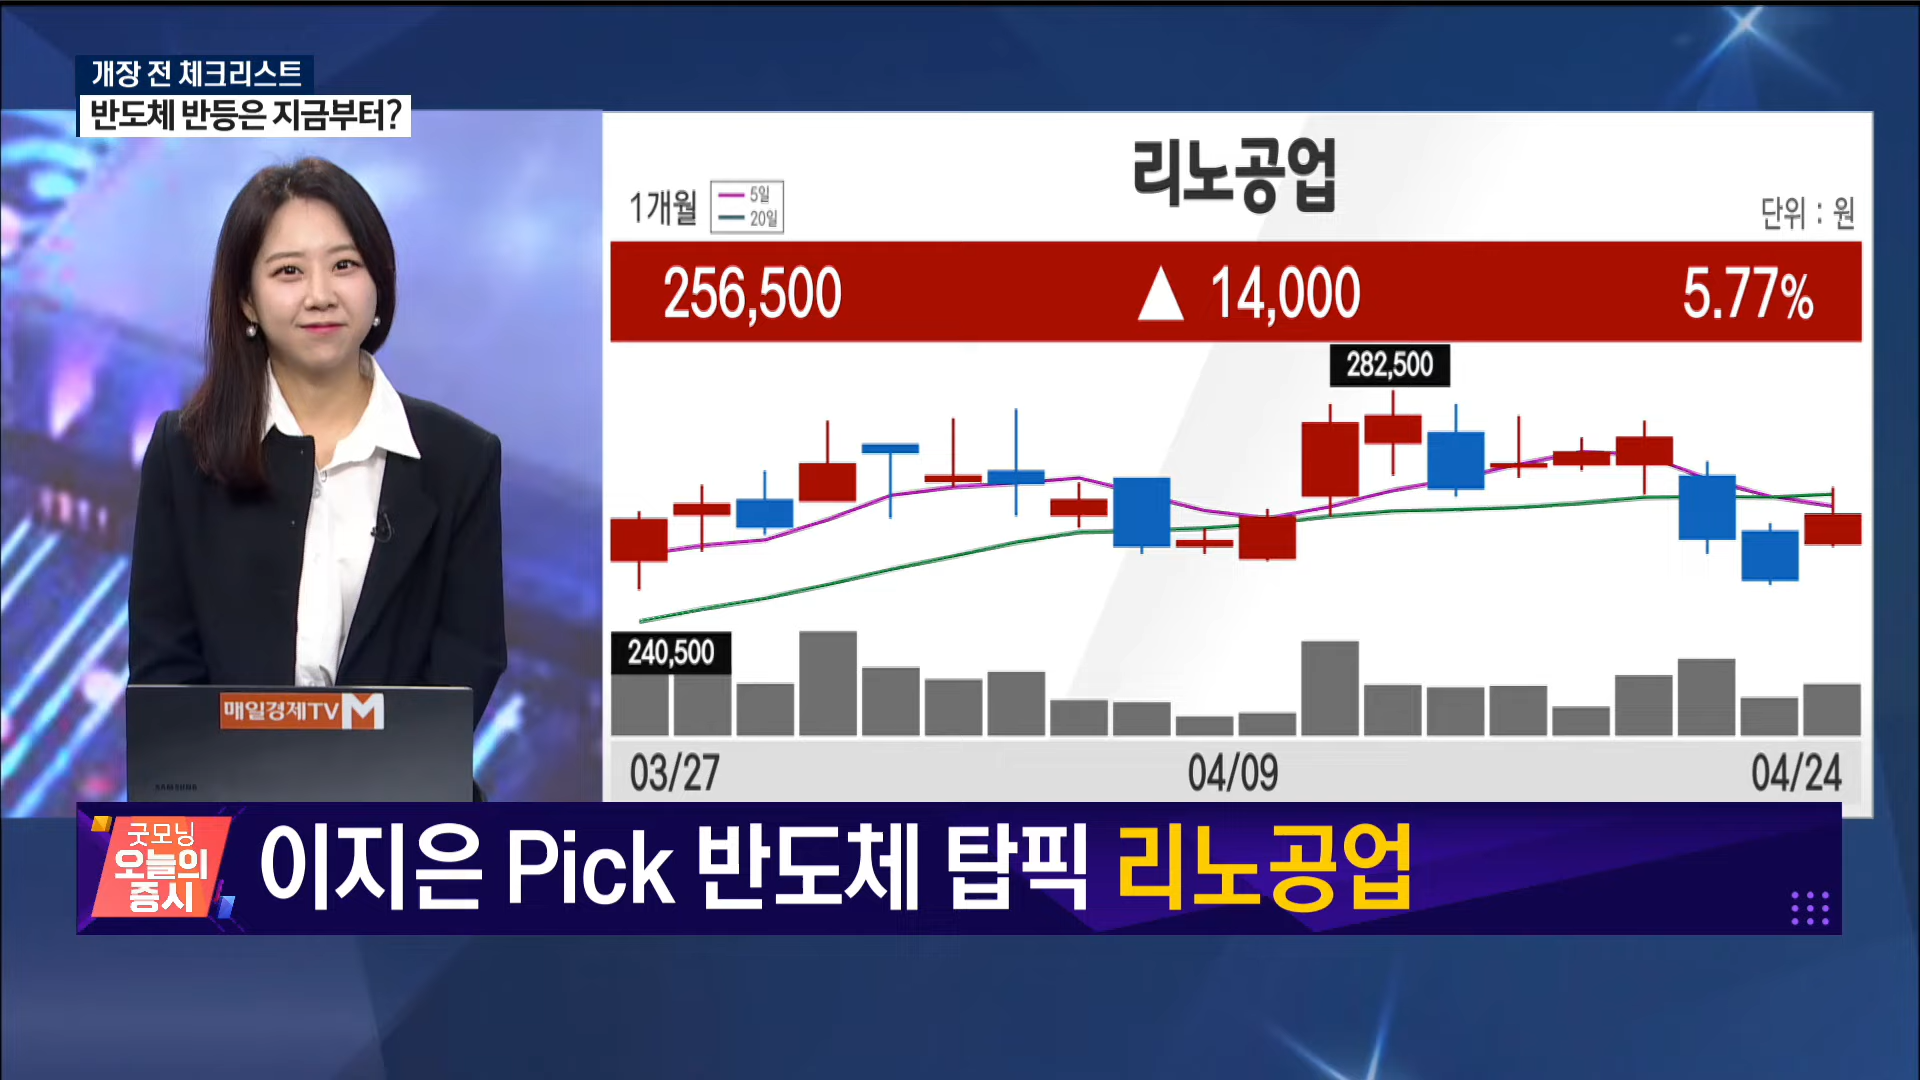 개장 전 체크리스트
반도체 반등은 지금부터?
리노공업
1개월
5일
20일
단위 : 원
256,500 ▲ 14,000 5.77%
282,500
240,500
03/27 04/09 04/24
매일경제TV M
SAMSUNG
굿모닝
오늘의
증시
이지은 Pick 반도체 탑픽 리노공업